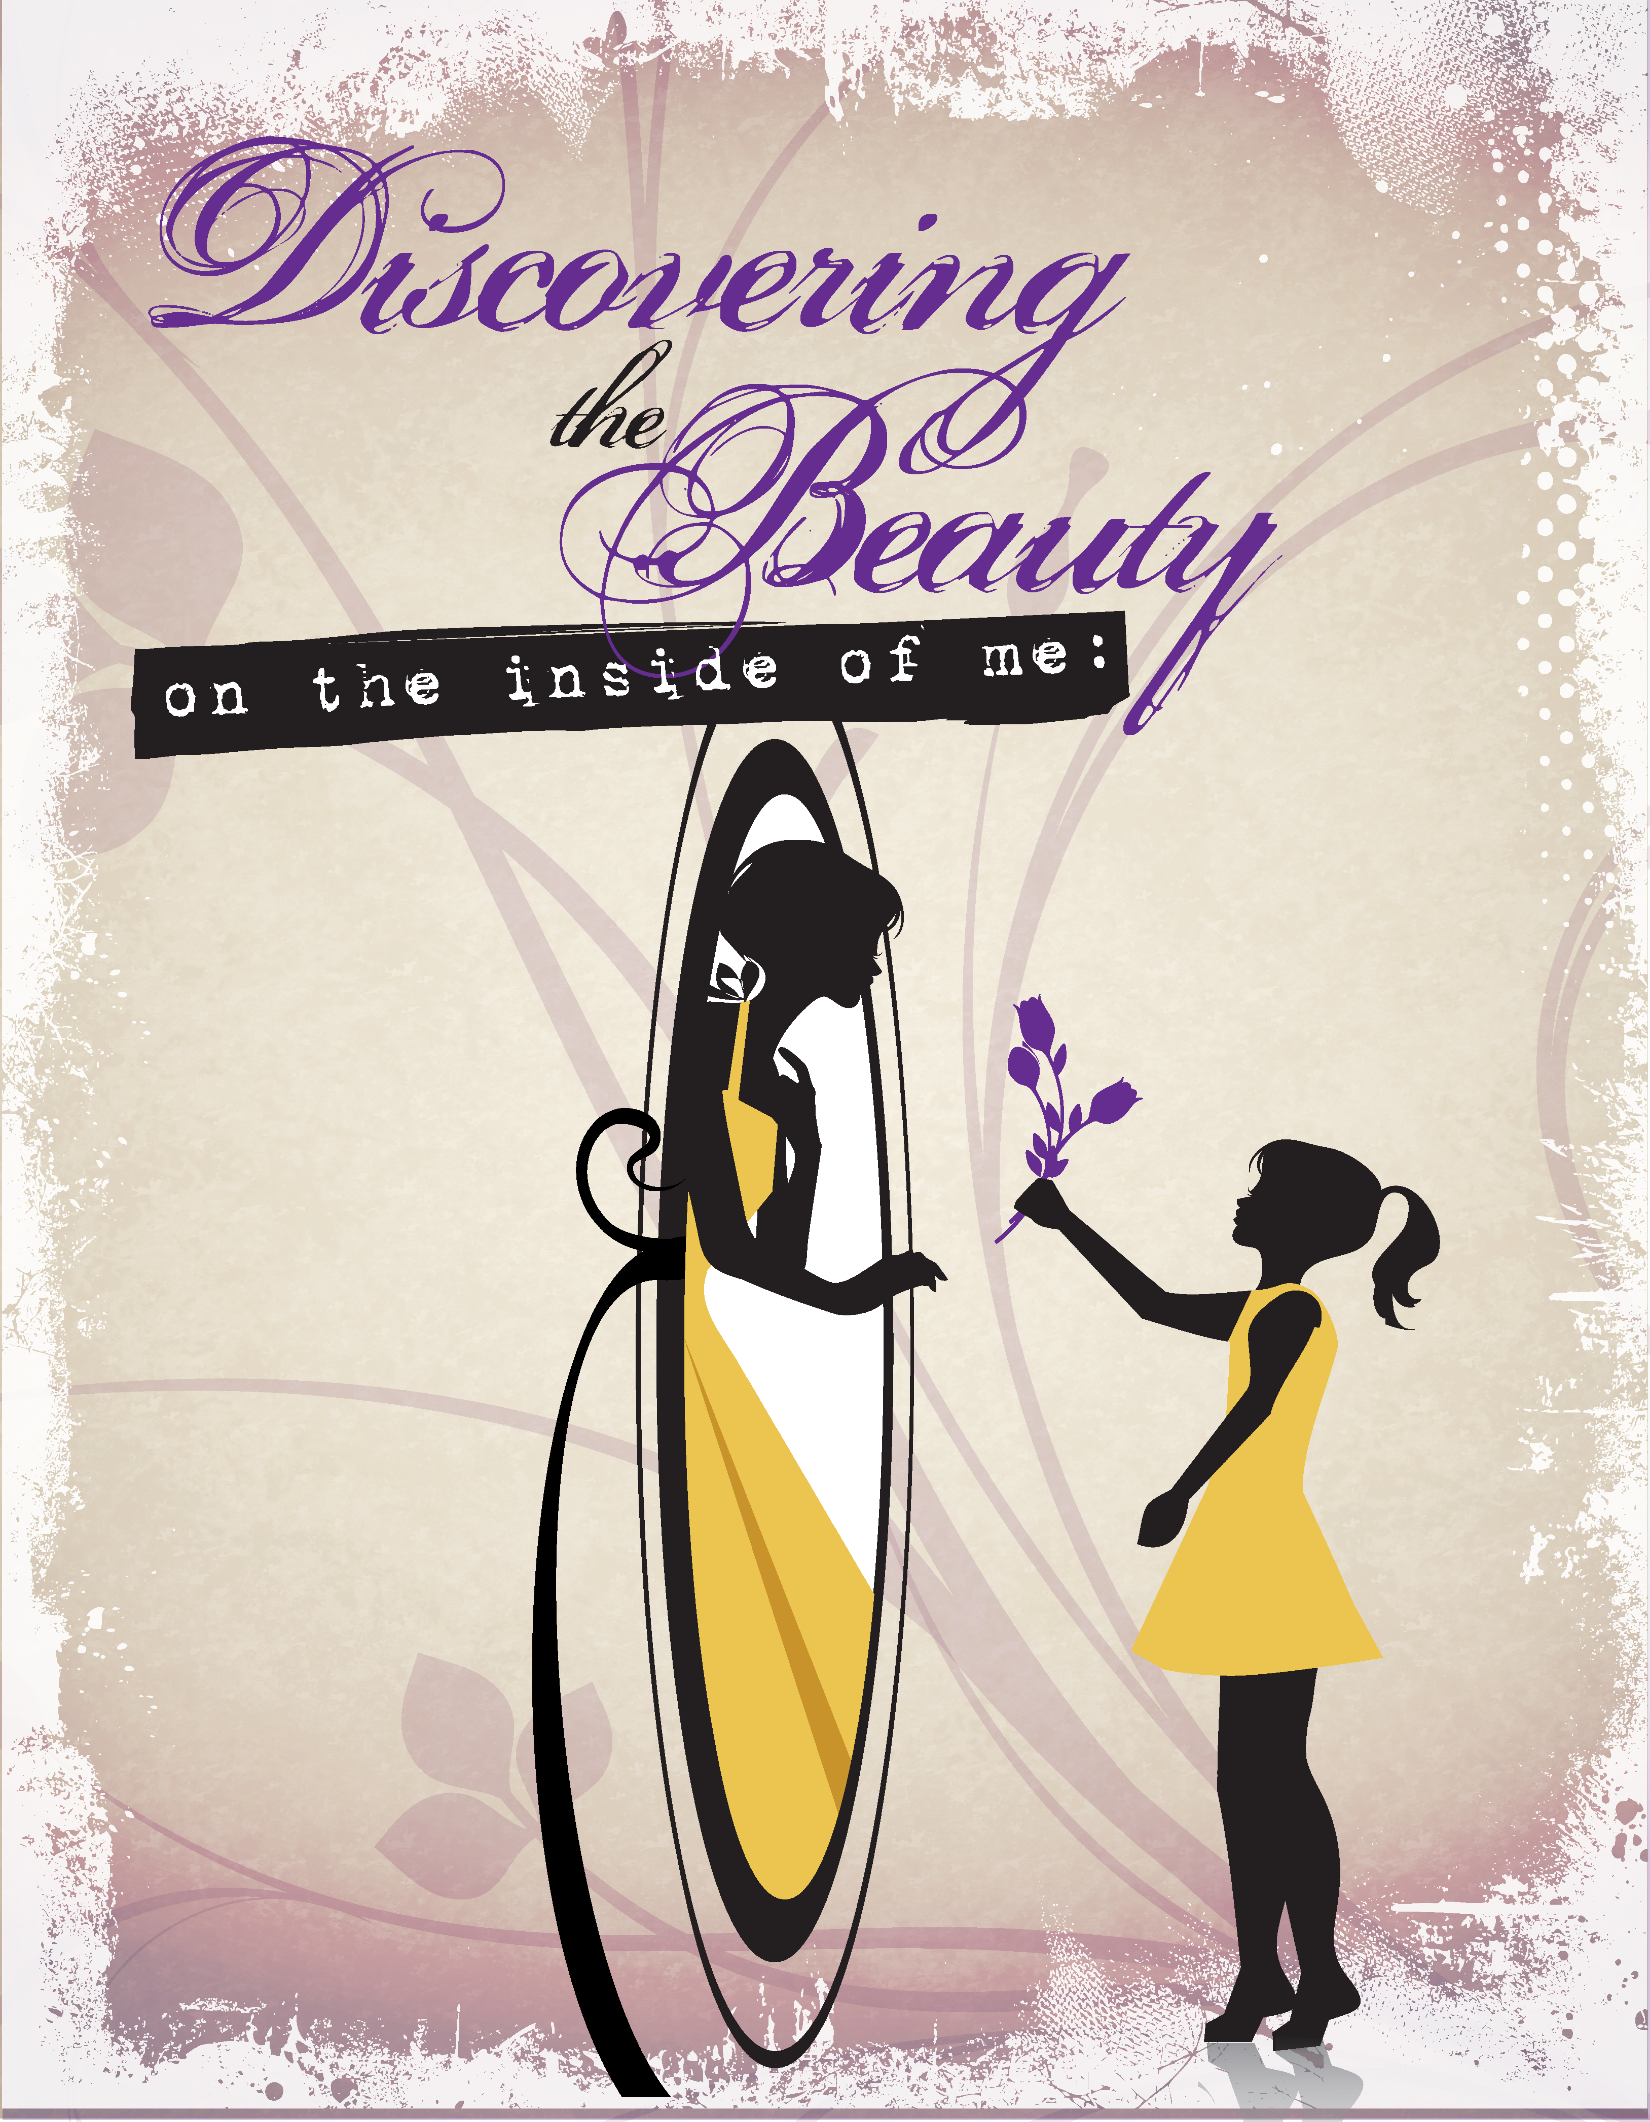 Discovering
the
Beauty
on the inside of me: